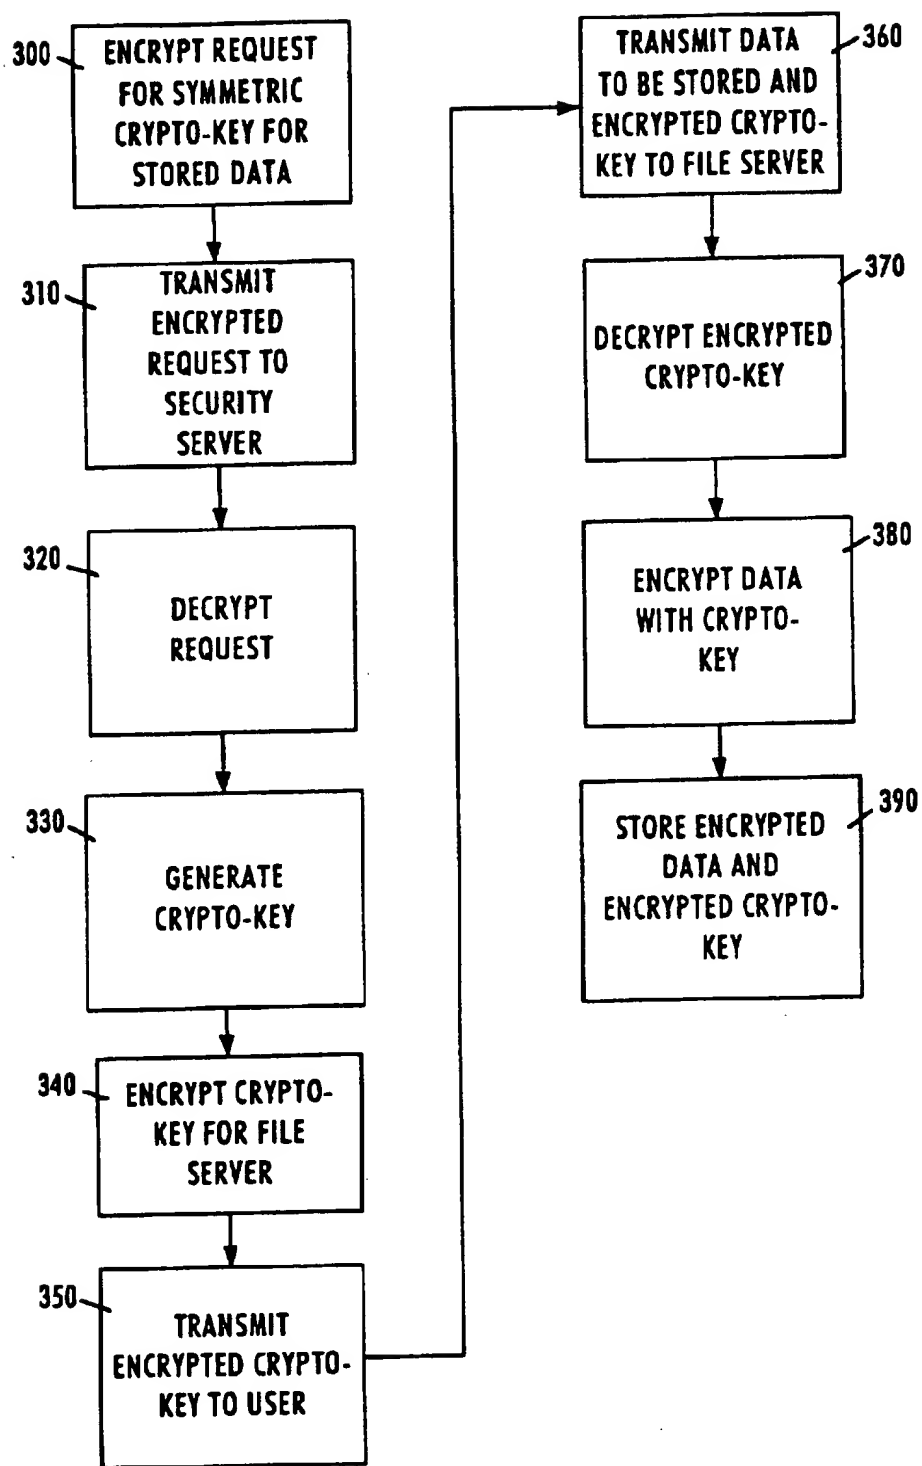 300
ENCRYPT REQUEST
FOR SYMMETRIC
CRYPTO-KEY FOR
STORED DATA
310
TRANSMIT
ENCRYPTED
REQUEST TO
SECURITY
SERVER
320
DECRYPT
REQUEST
330
GENERATE
CRYPTO-KEY
340
ENCRYPT CRYPTO-
KEY FOR FILE
SERVER
350
TRANSMIT
ENCRYPTED CRYPTO-
KEY TO USER
360
TRANSMIT DATA
TO BE STORED AND
ENCRYPTED CRYPTO-
KEY TO FILE SERVER
370
DECRYPT ENCRYPTED
CRYPTO-KEY
380
ENCRYPT DATA
WITH CRYPTO-
KEY
390
STORE ENCRYPTED
DATA AND
ENCRYPTED CRYPTO-
KEY